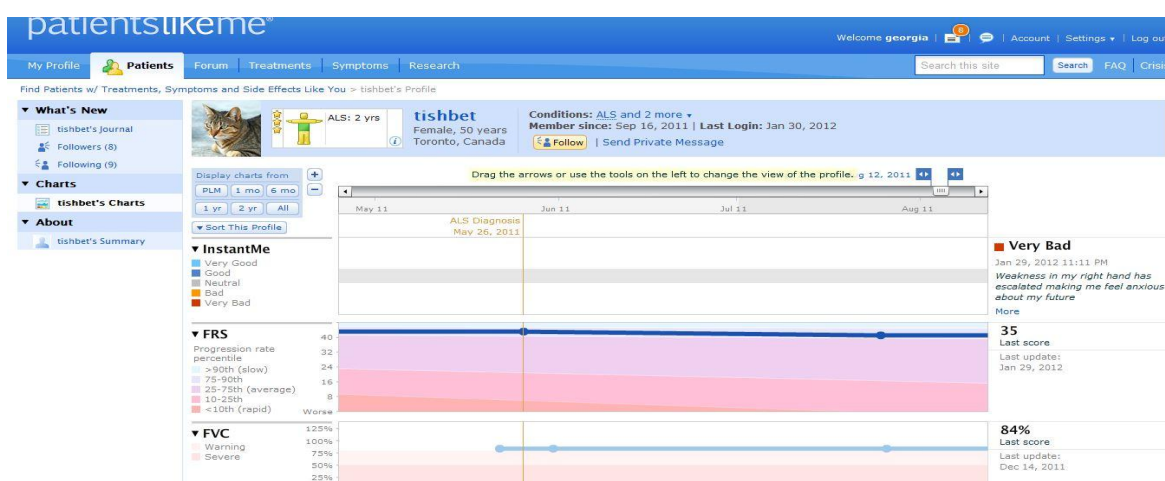 patientslikeme®
Welcome georgia | 6 | | Account | Settings ▾ | Log out
My Profile Patients Forum Treatments Symptoms Research Search this site Search FAQ Crisis
Find Patients w/ Treatments, Symptoms and Side Effects Like You > tishbet's Profile
▼ What's New
tishbet's Journal
Followers (8)
Following (9)
▼ Charts
tishbet's Charts
▼ About
tishbet's Summary
ALS: 2 yrs
tishbet
Female, 50 years
Toronto, Canada
Conditions: ALS and 2 more ▾
Member since: Sep 16, 2011 | Last Login: Jan 30, 2012
Follow | Send Private Message
Display charts from
PLM 1 mo 6 mo
1 yr 2 yr All
▼ Sort This Profile
Drag the arrows or use the tools on the left to change the view of the profile. g 12, 2011
May 11 Jun 11 Jul 11 Aug 11
ALS Diagnosis
May 26, 2011
▼ InstantMe
Very Good
Good
Neutral
Bad
Very Bad
Very Bad
Jan 29, 2012 11:11 PM
Weakness in my right hand has
escalated making me feel anxious
about my future
More
▼ FRS
Progression rate
percentile
>90th (slow)
75-90th
25-75th (average)
10-25th
<10th (rapid)
40
32
24
16
8
Worse
35
Last score
Last update:
Jan 29, 2012
▼ FVC
Warning
Severe
125%
100%
75%
50%
25%
84%
Last score
Last update:
Dec 14, 2011